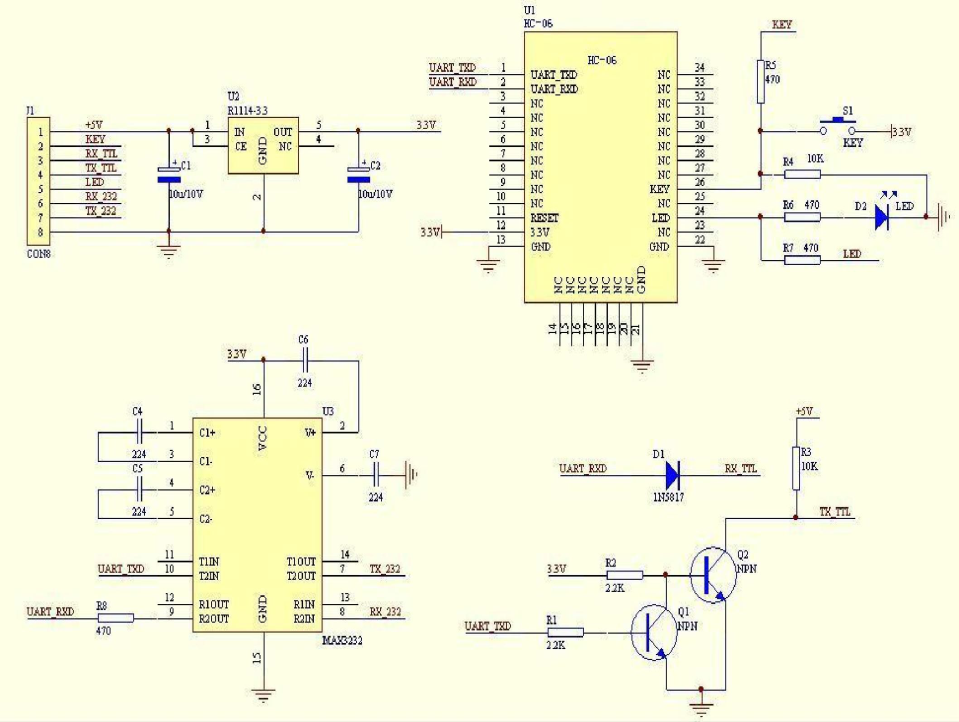 U1
HC-06
HC-06
UART_TXD 1 UART_TXD NC 34
UART_RXD 2 UART_RXD NC 33
3 NC NC 32
4 NC NC 31
5 NC NC 30
6 NC NC 29
7 NC NC 28
8 NC NC 27
9 NC KEY 26
10 NC NC 25
11 RESET LED 24
3.3V 12 3.3V NC 23
13 GND GND 22
NC NC NC NC NC NC NC GND
14 15 16 17 18 19 20 21
KEY
R5
470
S1
KEY
3.3V
R4 10K
R6 470
D2 LED
R7 470 LED
J1
1 +5V
2 KEY
3 RX_TTL
4 TX_TTL
5 LED
6 RX_232
7 TX_232
8
CON8
U2
R1114-3.3
1 IN OUT 5
3 CE NC 4
GND
2
3.3V
+ C1
10u/10V
+ C2
10u/10V
3.3V
C6
224
16
U3
C4
224
C5
224
1 C1+ VCC V+ 2
3 C1-
4 C2+ V- 6
5 C2-
C7
224
11 T1IN T1OUT 14
UART_TXD 10 T2IN T2OUT 7 TX_232
12 R1OUT R1IN 13
UART_RXD R8 9 R2OUT R2IN 8 RX_232
470
GND
MAX3232
15
+5V
R3
10K
UART_RXD D1 RX_TTL
1N5817
TX_TTL
Q2
NPN
3.3V R2
2.2K
Q1
NPN
UART_TXD R1
2.2K